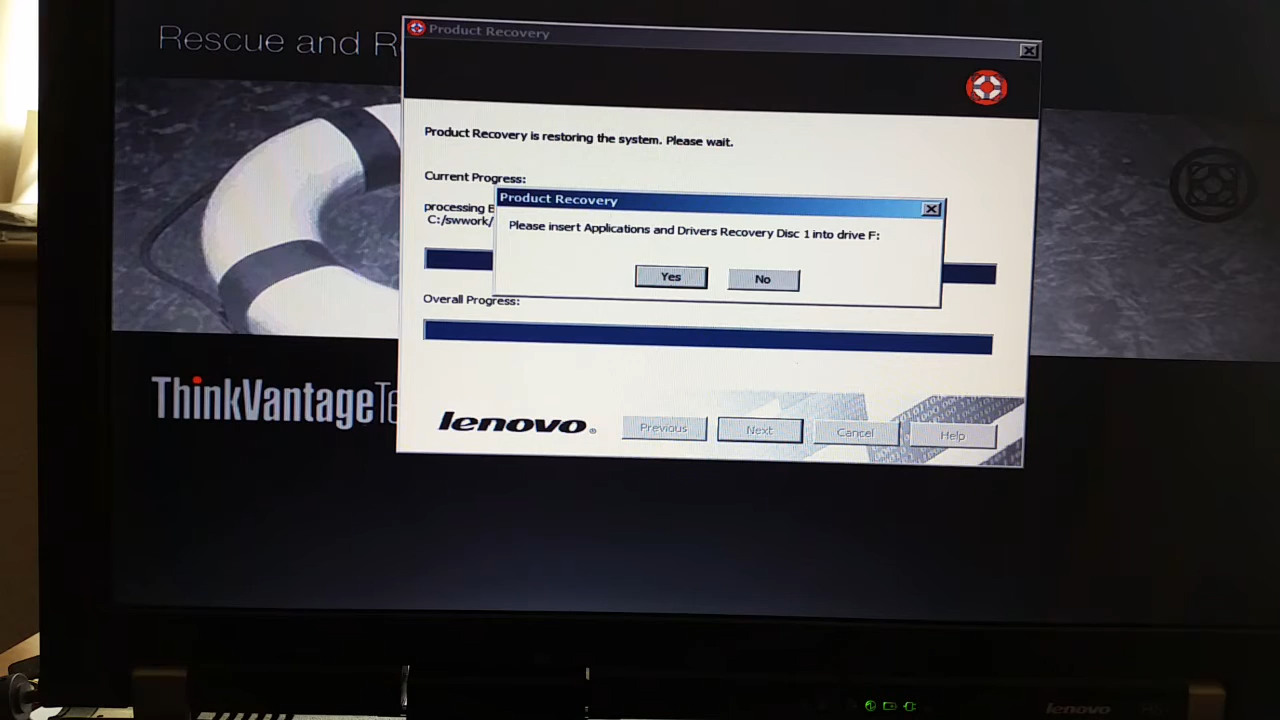 Rescue and R
Product Recovery
Product Recovery is restoring the system. Please wait.
Current Progress:
processing
C:/swwork/
Product Recovery
Please insert Applications and Drivers Recovery Disc 1 into drive F:
Yes No
Overall Progress:
ThinkVantage Te
lenovo®
Previous Next Cancel Help
lenovo